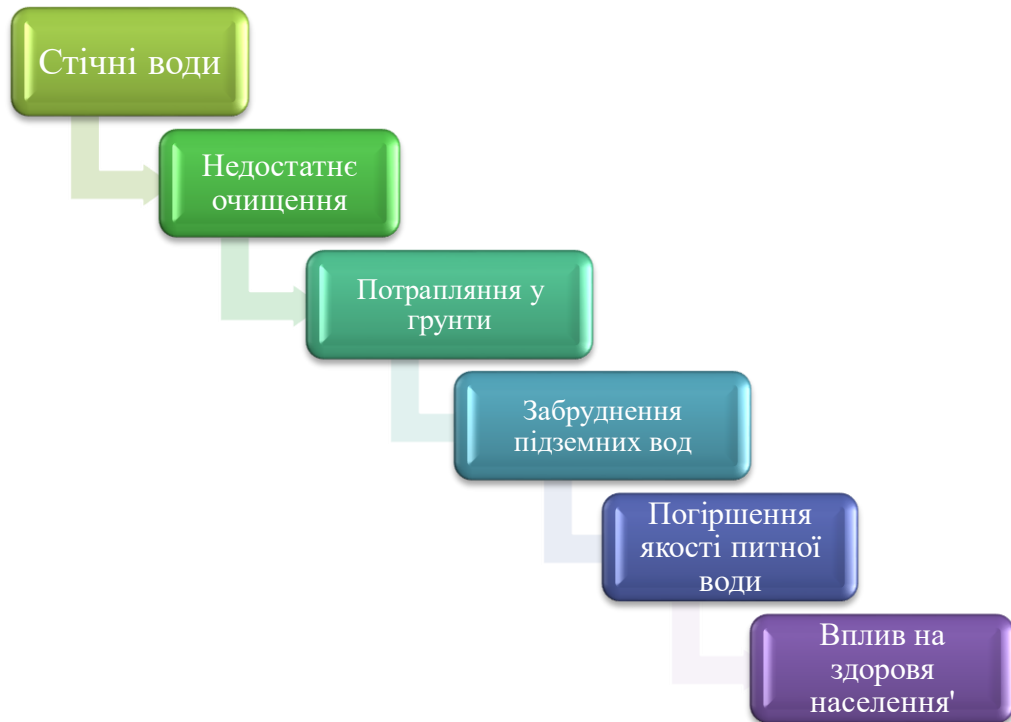 Стічні води
Недостатнє
очищення
Потрапляння у
грунти
Забруднення
підземних вод
Погіршення
якості питної
води
Вплив на
здоровя
населення'